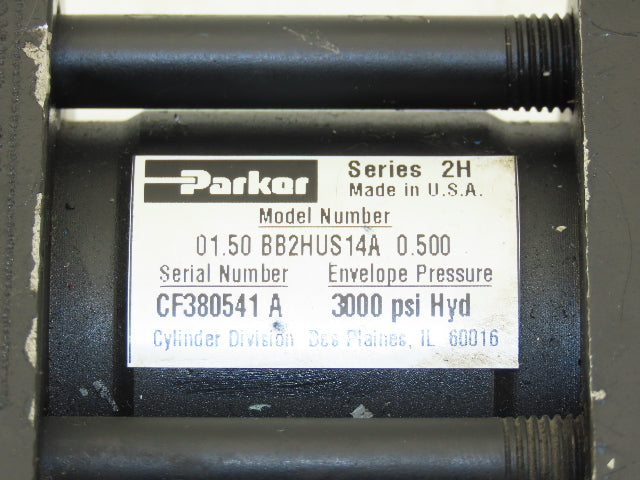 Parker Series 2H
Made in U.S.A.
Model Number
01.50 BB2HUS14A 0.500
Serial Number Envelope Pressure
CF380541 A 3000 psi Hyd
Cylinder Division Des Plaines, IL 60016